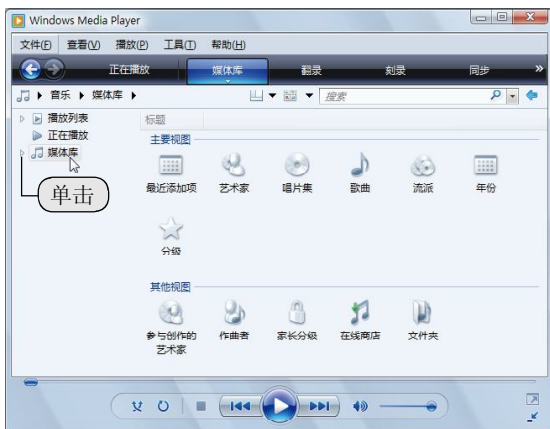 Windows Media Player
文件(F) 查看(V) 播放(P) 工具(T) 帮助(H)
正在播放 媒体库 翻录 刻录 同步 »
音乐 媒体库 搜索
播放列表
正在播放
媒体库
单击
标题
主要视图
最近添加项 艺术家 唱片集 歌曲 流派 年份
分级
其他视图
参与创作的 作曲者 家长分级 在线商店 文件夹
艺术家